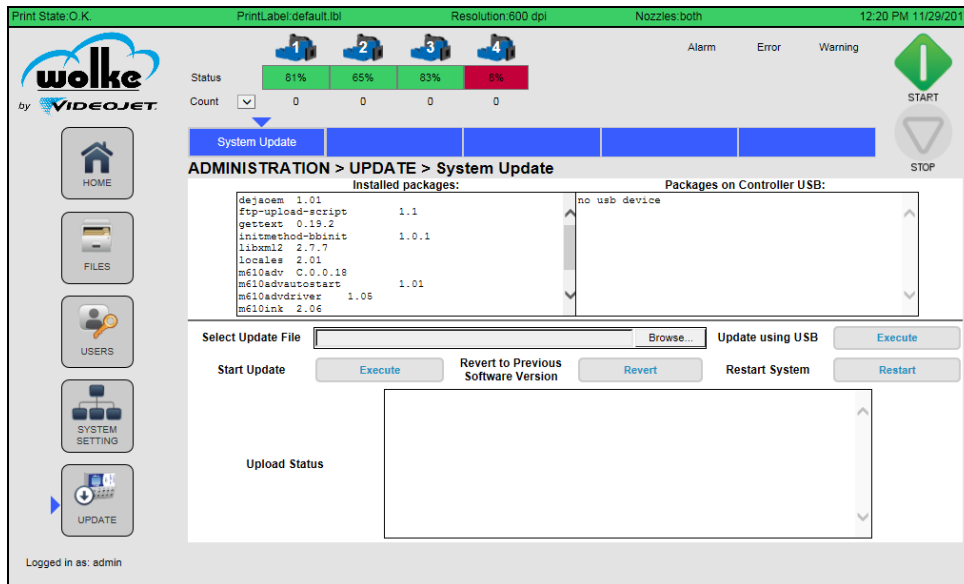 Print State:O.K. PrintLabel:default.lbl Resolution:600 dpi Nozzles:both 12:20 PM 11/29/201
wolke
by VIDEOJET.
1 2 3 4
Alarm Error Warning
Status 81% 65% 83% 8%
Count 0 0 0 0
START
STOP
System Update
ADMINISTRATION > UPDATE > System Update
Installed packages: Packages on Controller USB:
dejaoem 1.01
ftp-upload-script 1.1
gettext 0.19.2
initmethod-bbinit 1.0.1
libxml2 2.7.7
locales 2.01
m610adv C.0.0.18
m610advautostart 1.01
m610advdriver 1.05
m610ink 2.06
no usb device
Select Update File Browse... Update using USB Execute
Start Update Execute Revert to Previous
Software Version Revert Restart System Restart
Upload Status
HOME
FILES
USERS
SYSTEM
SETTING
UPDATE
Logged in as: admin